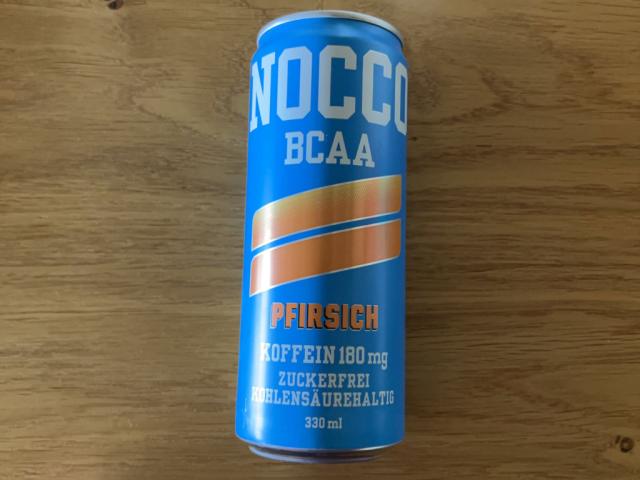 NOCCO
BCAA
PFIRSICH
KOFFEIN 180 mg
ZUCKERFREI
KOHLENSÄUREHALTIG
330 ml